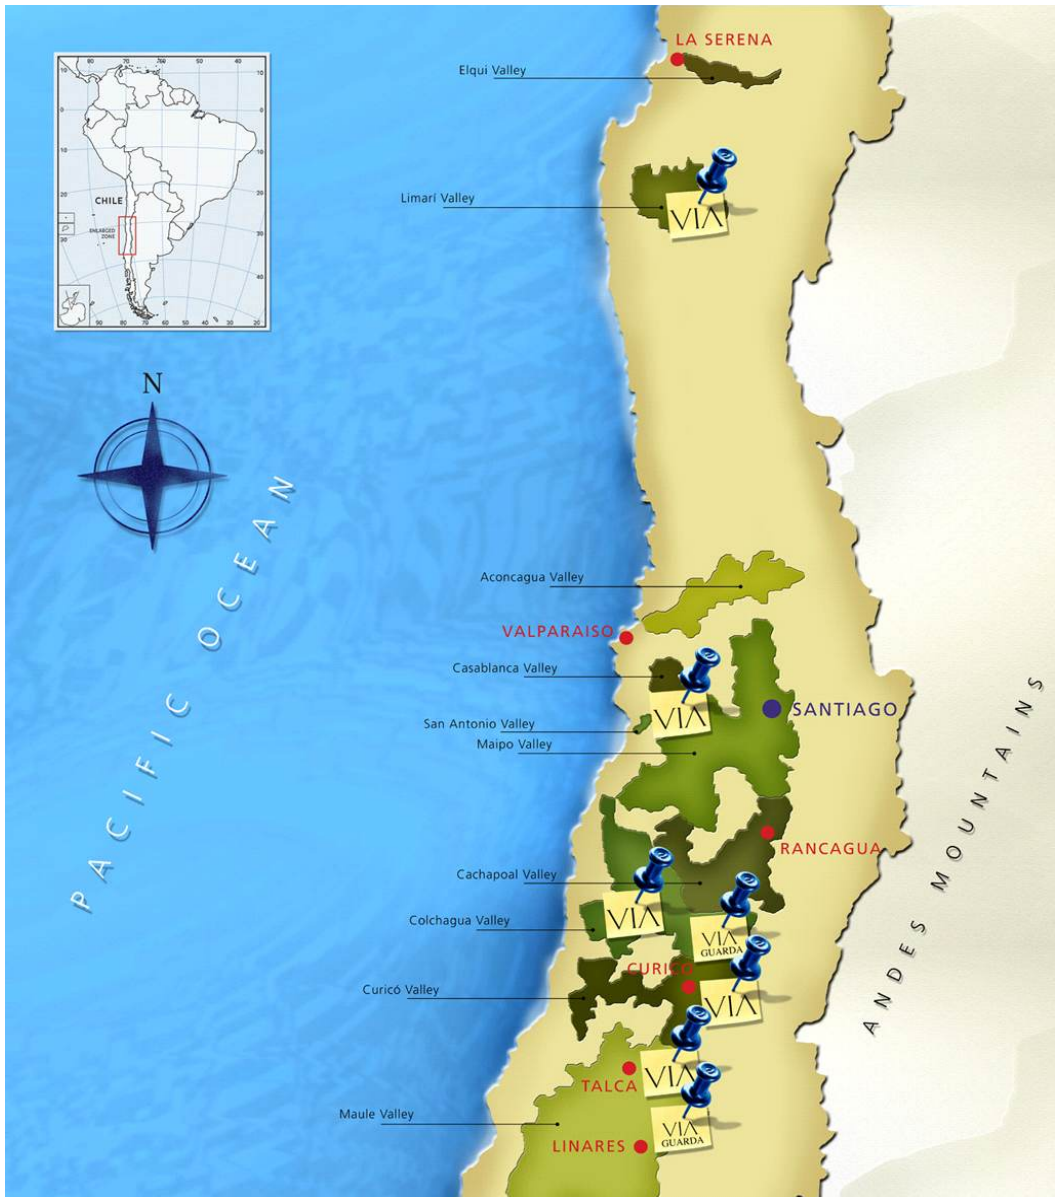 LA SERENA
Elqui Valley
Limarí Valley
VIA
CHILE
ENLARGED
ZONE
N
PACIFIC OCEAN
Aconcagua Valley
VALPARAISO
Casablanca Valley
VIA
SANTIAGO
San Antonio Valley
Maipo Valley
RANCAGUA
Cachapoal Valley
VIA
Colchagua Valley
VIA
GUARDA
CURICÓ
Curicó Valley
VIA
TALCA
VIA
Maule Valley
VIA
GUARDA
LINARES
ANDES MOUNTAINS